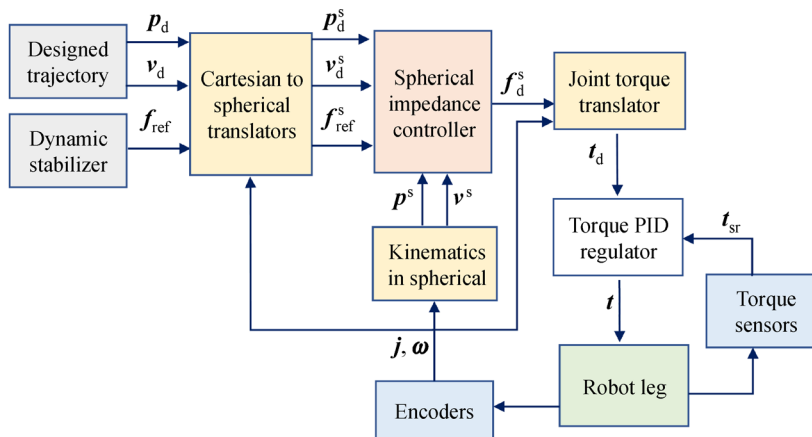 Designed
trajectory
p_d
v_d
Dynamic
stabilizer
f_ref
Cartesian to
spherical
translators
p_d^s
v_d^s
f_ref^s
Spherical
impedance
controller
f_d^s
Joint torque
translator
t_d
p^s
v^s
Kinematics
in spherical
Torque PID
regulator
t_sr
Torque
sensors
t
j, ω
Encoders
Robot leg